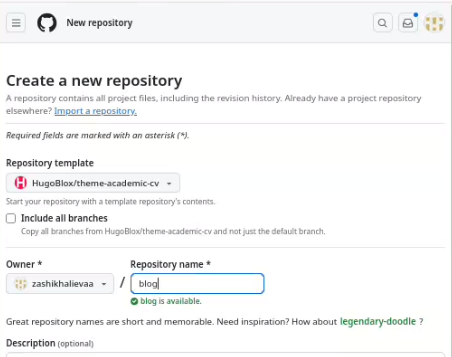 New repository
Create a new repository
A repository contains all project files, including the revision history. Already have a project repository
elsewhere? Import a repository.
Required fields are marked with an asterisk (*).
Repository template
HugoBlox/theme-academic-cv
Start your repository with a template repository's contents.
Include all branches
Copy all branches from HugoBlox/theme-academic-cv and not just the default branch.
Owner * Repository name *
zashikhalievaa / blog
blog is available.
Great repository names are short and memorable. Need inspiration? How about legendary-doodle ?
Description (optional)